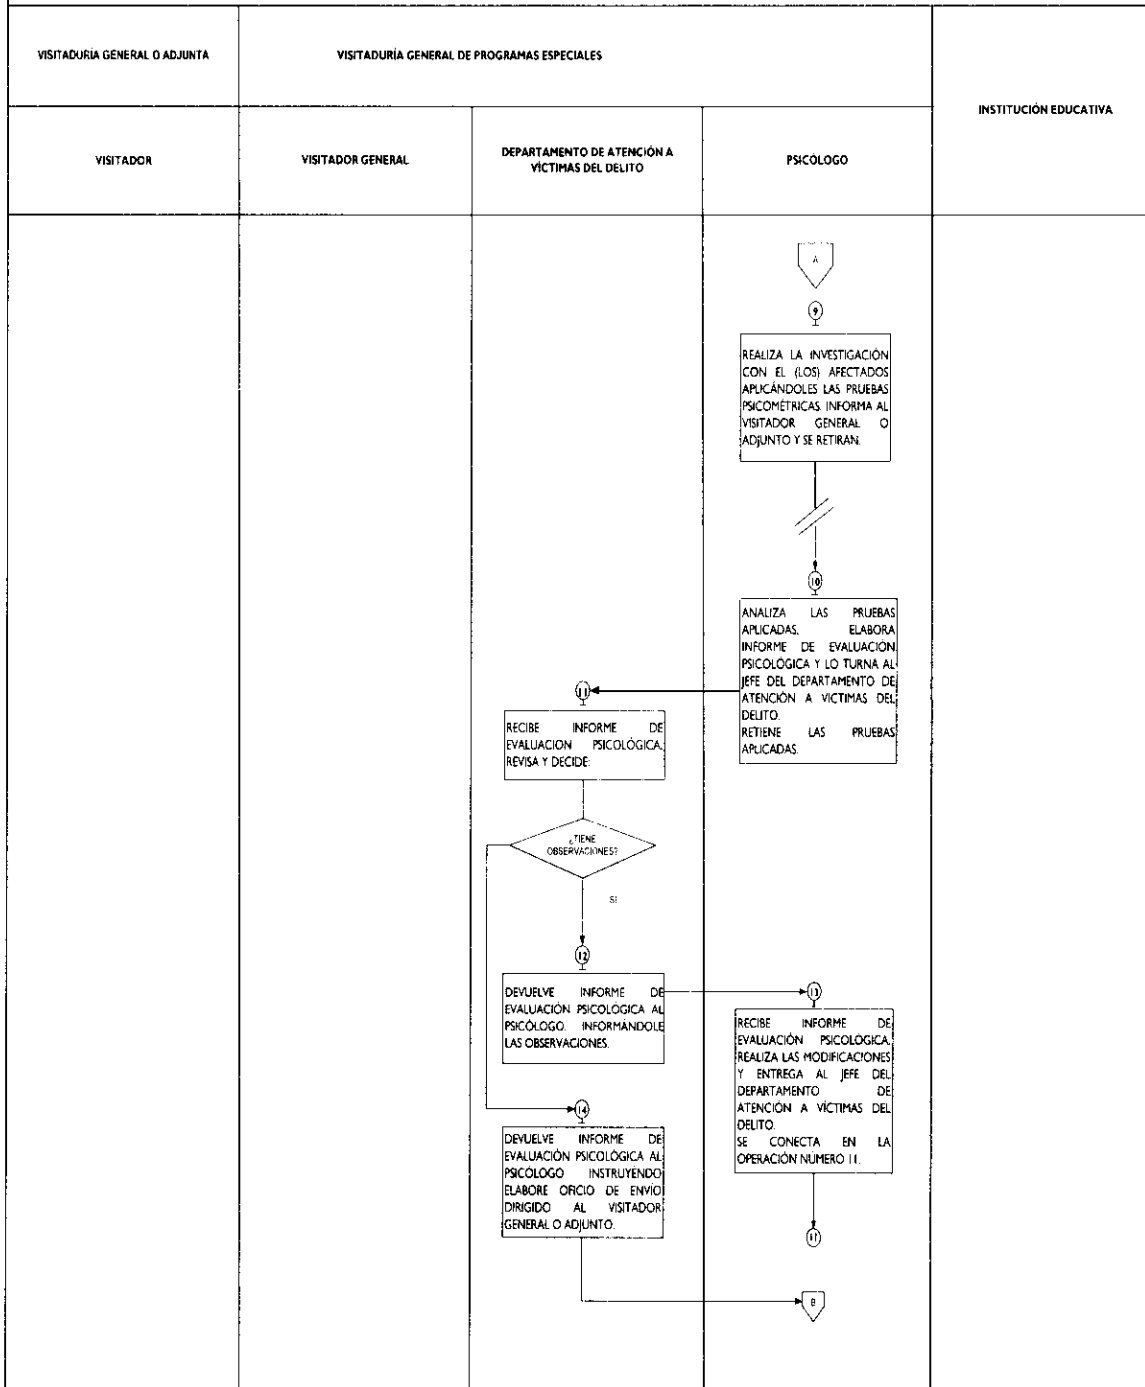 VISITADURÍA GENERAL O ADJUNTA
VISITADURÍA GENERAL DE PROGRAMAS ESPECIALES
INSTITUCIÓN EDUCATIVA
VISITADOR
VISITADOR GENERAL
DEPARTAMENTO DE ATENCIÓN A
VÍCTIMAS DEL DELITO
PSICÓLOGO
A
9
REALIZA LA INVESTIGACIÓN
CON EL (LOS) AFECTADOS
APLICÁNDOLES LAS PRUEBAS
PSICOMÉTRICAS. INFORMA AL
VISITADOR GENERAL O
ADJUNTO Y SE RETIRAN.
10
ANALIZA LAS PRUEBAS
APLICADAS, ELABORA
INFORME DE EVALUACIÓN
PSICOLÓGICA Y LO TURNA AL
JEFE DEL DEPARTAMENTO DE
ATENCIÓN A VICTIMAS DEL
DELITO.
RETIENE LAS PRUEBAS
APLICADAS.
11
RECIBE INFORME DE
EVALUACION PSICOLÓGICA,
REVISA Y DECIDE:
¿TIENE
OBSERVACIONES?
SI
12
DEVUELVE INFORME DE
EVALUACIÓN PSICOLÓGICA AL
PSICÓLOGO. INFORMÁNDOLE
LAS OBSERVACIONES.
13
RECIBE INFORME DE
EVALUACIÓN PSICOLÓGICA,
REALIZA LAS MODIFICACIONES
Y ENTREGA AL JEFE DEL
DEPARTAMENTO DE
ATENCIÓN A VÍCTIMAS DEL
DELITO.
SE CONECTA EN LA
OPERACIÓN NÚMERO 11.
11
14
DEVUELVE INFORME DE
EVALUACIÓN PSICOLÓGICA AL
PSICÓLOGO INSTRUYÉNDO
ELABORE OFICIO DE ENVÍO
DIRIGIDO AL VISITADOR
GENERAL O ADJUNTO.
B